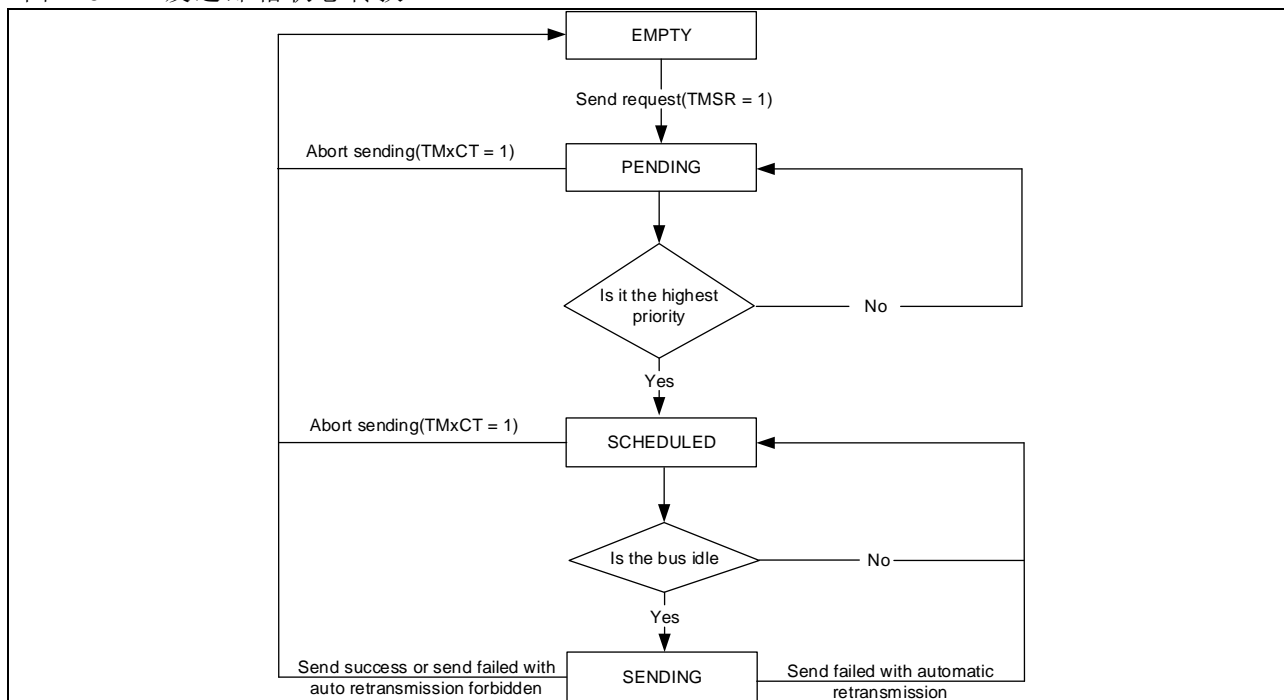 EMPTY
Send request(TMSR = 1)
Abort sending(TMxCT = 1)
PENDING
Is it the highest
priority
No
Yes
Abort sending(TMxCT = 1)
SCHEDULED
Is the bus idle
No
Yes
Send success or send failed with
auto retransmission forbidden
SENDING
Send failed with automatic
retransmission